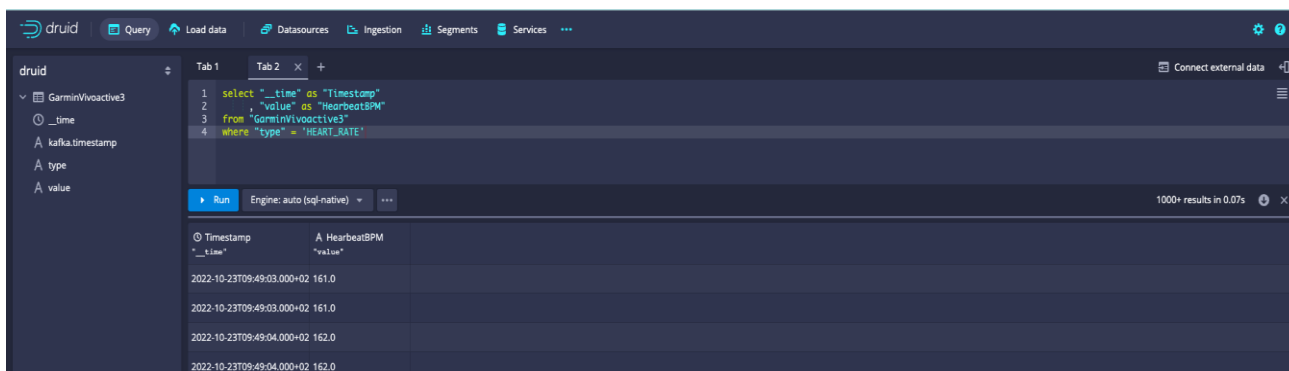 druid Query Load data Datasources Ingestion Segments Services
druid
GarminVivoactive3
__time
kafka.timestamp
type
value
Tab 1 Tab 2 × +
Connect external data
1 select "__time" as "Timestamp"
2 , "value" as "HearbeatBPM"
3 from "GarminVivoactive3"
4 where "type" = 'HEART_RATE'
Run Engine: auto (sql-native)
1000+ results in 0.07s
Timestamp A HearbeatBPM
"__time" "value"
2022-10-23T09:49:03.000+02 161.0
2022-10-23T09:49:03.000+02 161.0
2022-10-23T09:49:04.000+02 162.0
2022-10-23T09:49:04.000+02 162.0